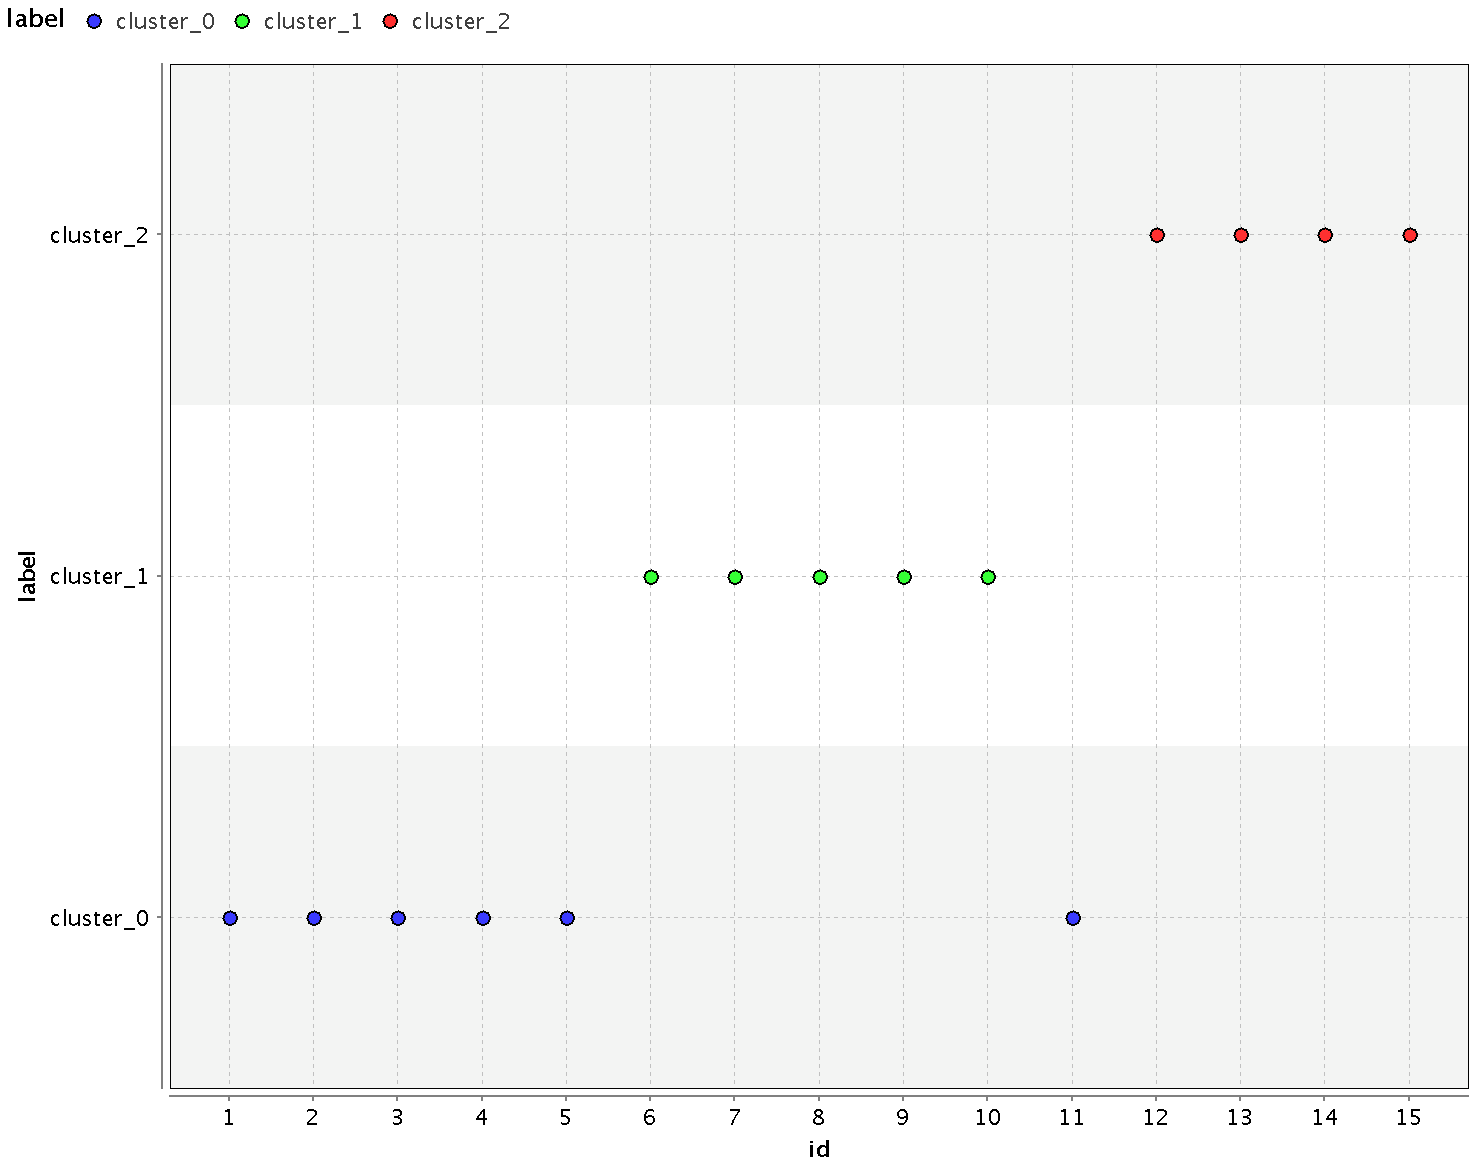 label cluster_0 cluster_1 cluster_2
cluster_2
label
cluster_1
cluster_0
1 2 3 4 5 6 7 8 9 10 11 12 13 14 15
id